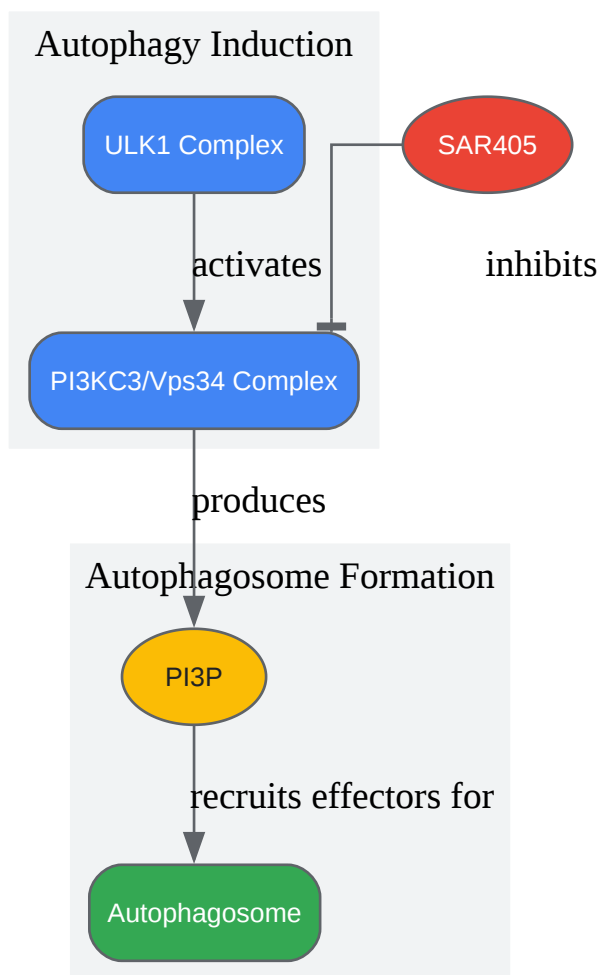 Autophagy Induction
ULK1 Complex
SAR405
activates
inhibits
PI3KC3/Vps34 Complex
produces
Autophagosome Formation
PI3P
recruits effectors for
Autophagosome